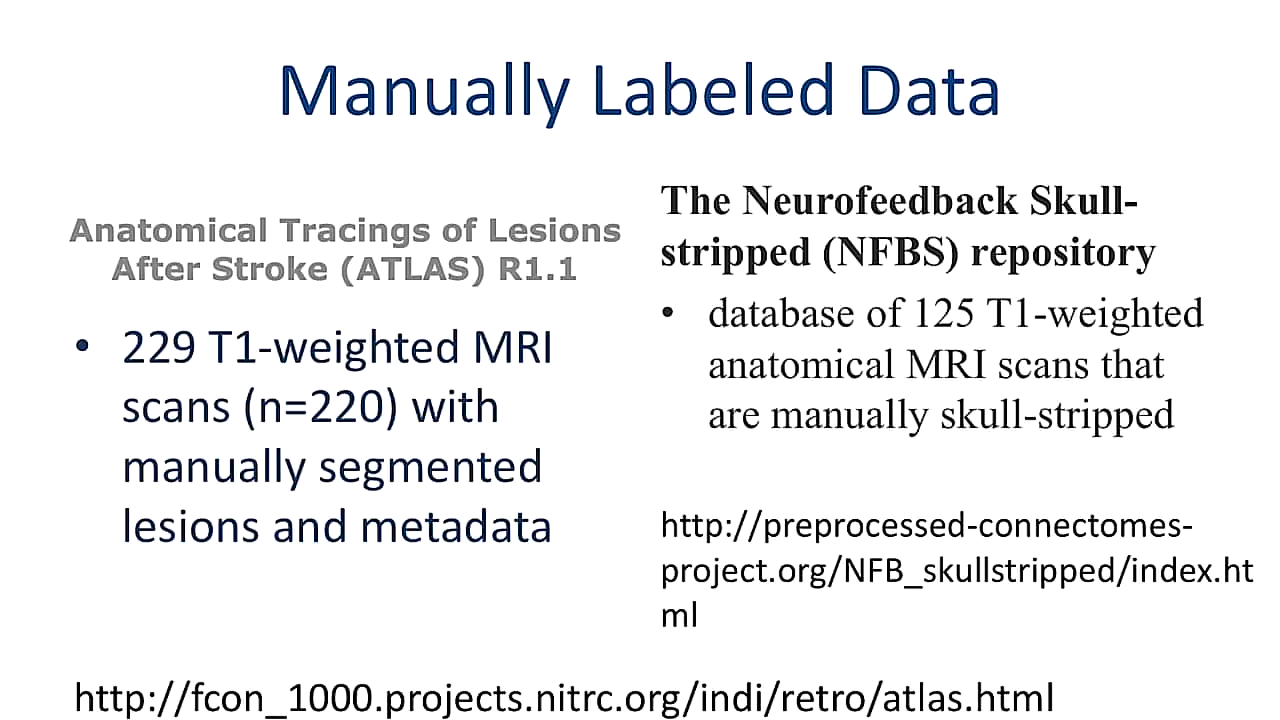 Manually Labeled Data
Anatomical Tracings of Lesions
After Stroke (ATLAS) R1.1
• 229 T1-weighted MRI
scans (n=220) with
manually segmented
lesions and metadata
The Neurofeedback Skull-
stripped (NFBS) repository
• database of 125 T1-weighted
anatomical MRI scans that
are manually skull-stripped
http://preprocessed-connectomes-
project.org/NFB_skullstripped/index.ht
ml
http://fcon_1000.projects.nitrc.org/indi/retro/atlas.html